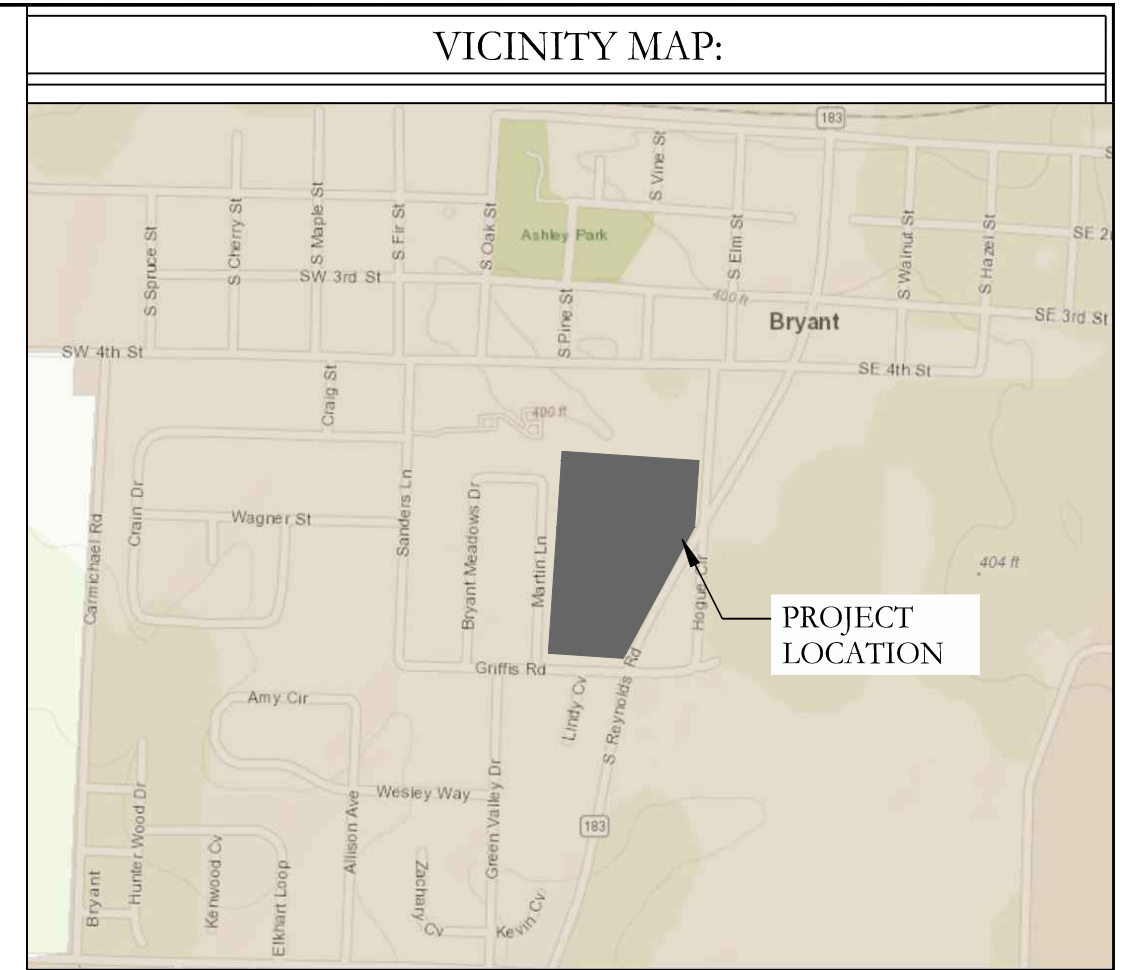 VICINITY MAP:
183
S Vine St
S Maple St
S Cherry St
S Fir St
S Oak St
S Spruce St
Ashley Park
S Elm St
S Walnut St
S Hazel St
SE 2
SW 3rd St
S Pine St
400 ft
Bryant
SE 3rd St
SW 4th St
SE 4th St
Craig St
400 ft
Crain Dr
Sanders Ln
Bryant Meadows Dr
Wagner St
Martin Ln
Carmichael Rd
Hogue Cir
404 ft
PROJECT
LOCATION
Griffis Rd
Lindy Cv
S Reynolds Rd
Amy Cir
Wesley Way
Green Valley Dr
183
Hunter Wood Dr
Allison Ave
Kenwood Cv
Elkhart Loop
Bryant
Zachary Cv
Kevin Cv